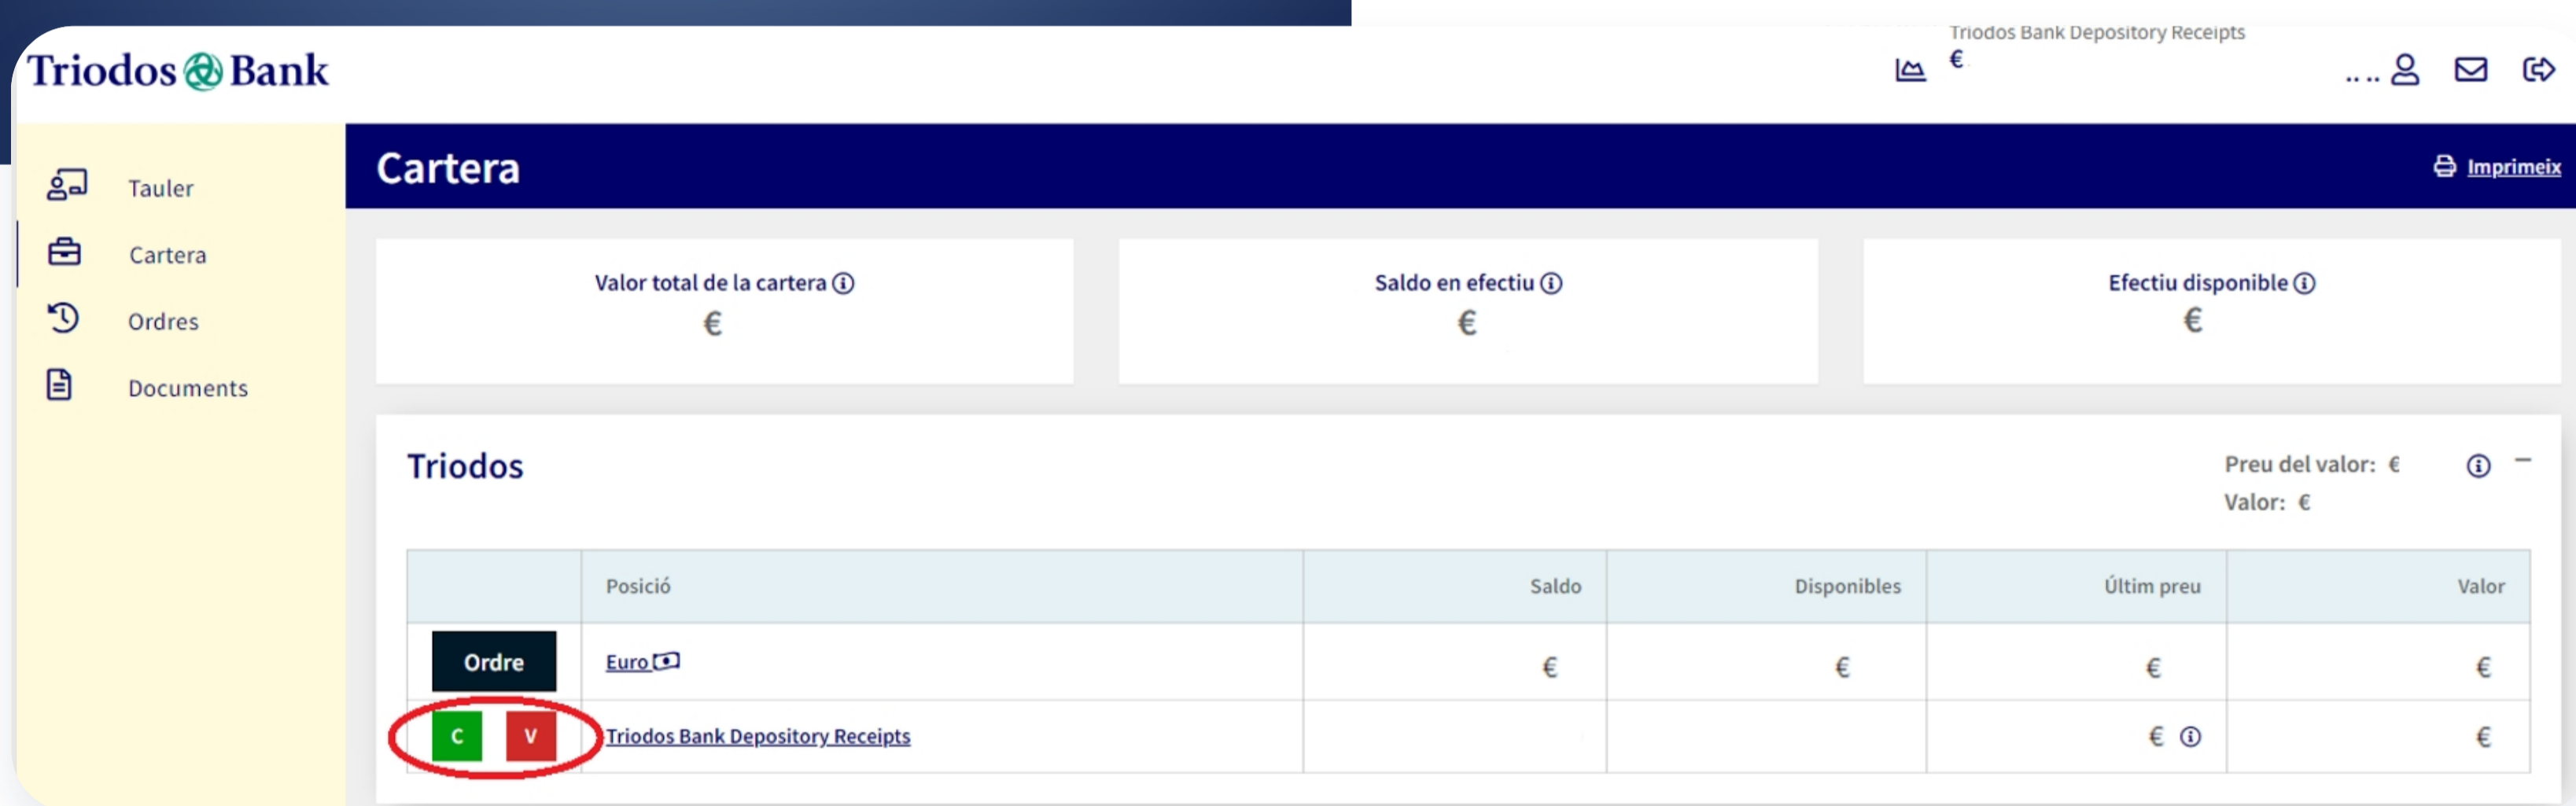 Triodos Bank
Triodos Bank Depository Receipts
€
.. ..
Tauler
Cartera
Ordres
Documents
Cartera
Imprimeix
Valor total de la cartera
€
Saldo en efectiu
€
Efectiu disponible
€
Triodos
Preu del valor: €
Valor: €
Posició Saldo Disponibles Últim preu Valor
Ordre Euro € € € €
C V Triodos Bank Depository Receipts € €